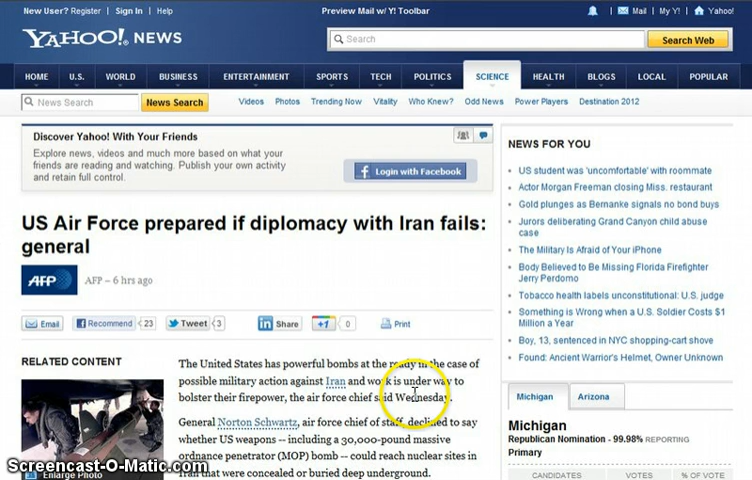 New User? Register | Sign In | Help
Preview Mail w/ Y! Toolbar
Mail | My Y! | Yahoo!
YAHOO! NEWS
Search
Search Web
HOME U.S. WORLD BUSINESS ENTERTAINMENT SPORTS TECH POLITICS SCIENCE HEALTH BLOGS LOCAL POPULAR
News Search
News Search
Videos Photos Trending Now Vitality Who Knew? Odd News Power Players Destination 2012
Discover Yahoo! With Your Friends
Explore news, videos and much more based on what your
friends are reading and watching. Publish your own activity
and retain full control.
Login with Facebook
US Air Force prepared if diplomacy with Iran fails:
general
AFP
AFP – 6 hrs ago
Email
Recommend 23
Tweet 3
Share
+1 0
Print
RELATED CONTENT
Enlarge Photo
The United States has powerful bombs at the ready in the case of
possible military action against Iran and work is under way to
bolster their firepower, the air force chief said Wednesday.
General Norton Schwartz, air force chief of staff, declined to say
whether US weapons -- including a 30,000-pound massive
ordnance penetrator (MOP) bomb -- could reach nuclear sites in
Iran that were concealed or buried deep underground.
NEWS FOR YOU
US student was 'uncomfortable' with roommate
Actor Morgan Freeman closing Miss. restaurant
Gold plunges as Bernanke signals no bond buys
Jurors deliberating Grand Canyon child abuse
case
The Military Is Afraid of Your iPhone
Body Believed to Be Missing Florida Firefighter
Jerry Perdomo
Tobacco health labels unconstitutional: U.S. judge
Something is Wrong when a U.S. Soldier Costs $1
Million a Year
Boy, 13, sentenced in NYC shopping-cart shove
Found: Ancient Warrior's Helmet, Owner Unknown
Michigan
Arizona
Michigan
Republican Nomination - 99.98% REPORTING
Primary
CANDIDATES VOTES % OF VOTE
Screencast-O-Matic.com